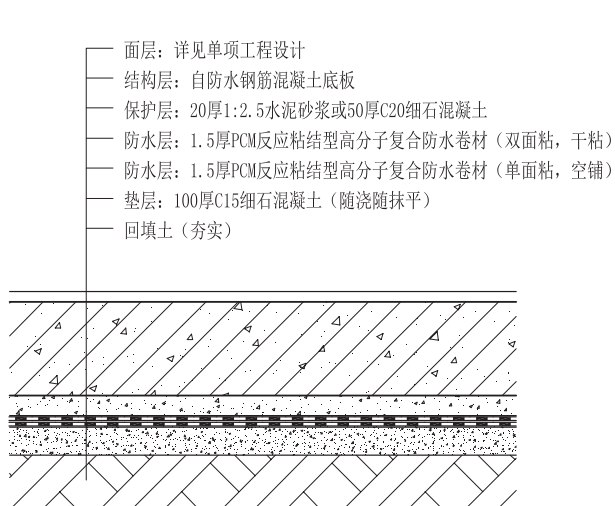 面层：详见单项工程设计
结构层：自防水钢筋混凝土底板
保护层：20厚1:2.5水泥砂浆或50厚C20细石混凝土
防水层：1.5厚PCM反应粘结型高分子复合防水卷材（双面粘，干粘）
防水层：1.5厚PCM反应粘结型高分子复合防水卷材（单面粘，空铺）
垫层：100厚C15细石混凝土（随浇随抹平）
回填土（夯实）